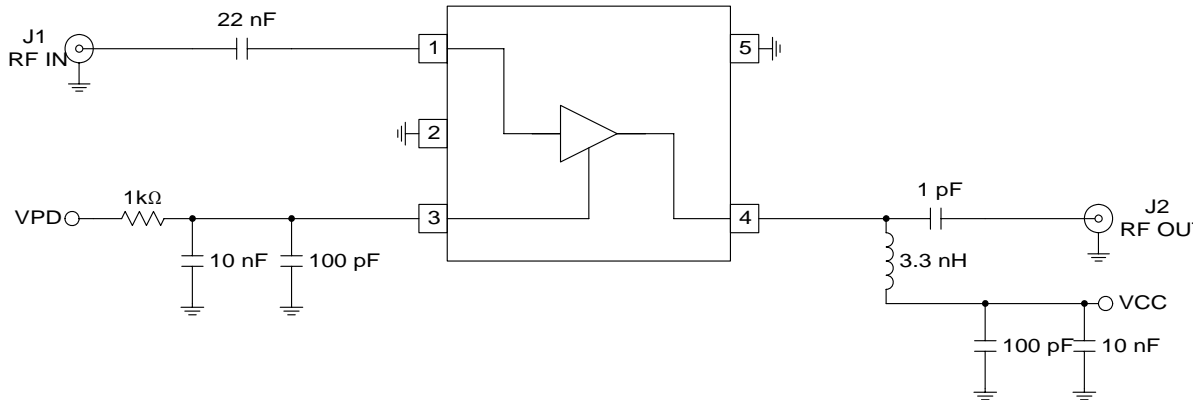 22 nF
J1
RF IN
1
5
2
1kΩ
VPD
3
4
1 pF
J2
RF OUT
10 nF
100 pF
3.3 nH
VCC
100 pF
10 nF